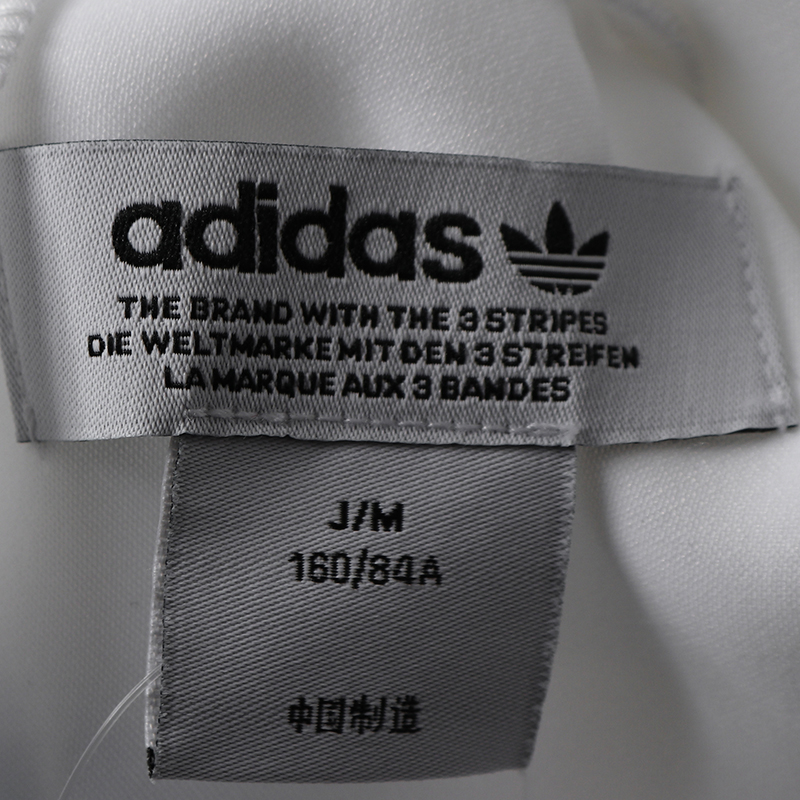 adidas
THE BRAND WITH THE 3 STRIPES
DIE WELTMARKE MIT DEN 3 STREIFEN
LA MARQUE AUX 3 BANDES
J/M
160/84A
中国制造